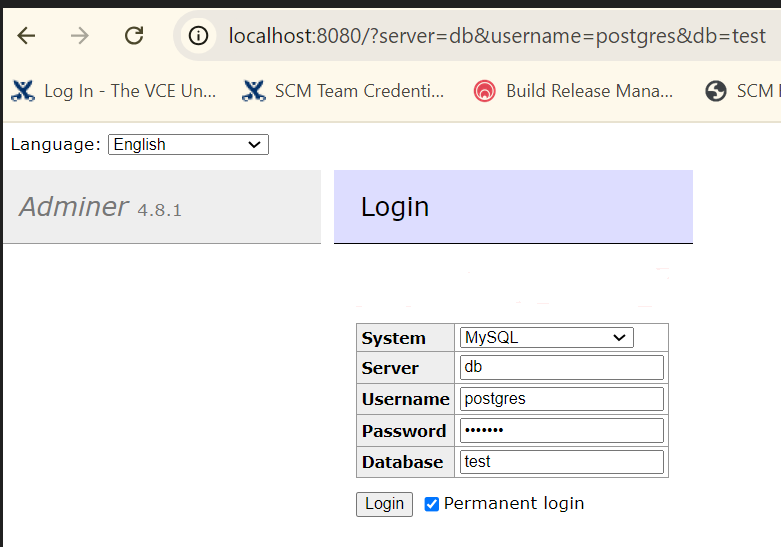 localhost:8080/?server=db&username=postgres&db=test
Log In - The VCE Un... SCM Team Credenti... Build Release Mana... SCM
Language: English
Adminer 4.8.1
Login
System MySQL
Server db
Username postgres
Password •••••••
Database test
Login Permanent login